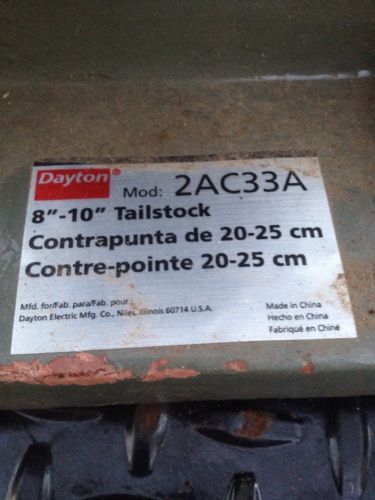 Dayton®
Mod: 2AC33A
8"-10" Tailstock
Contrapunta de 20-25 cm
Contre-pointe 20-25 cm
Mfd. for/Fab. para/Fab. pour :
Dayton Electric Mfg. Co., Niles, Illinois 60714 U.S.A.
Made in China
Hecho en China
Fabriqué en Chine